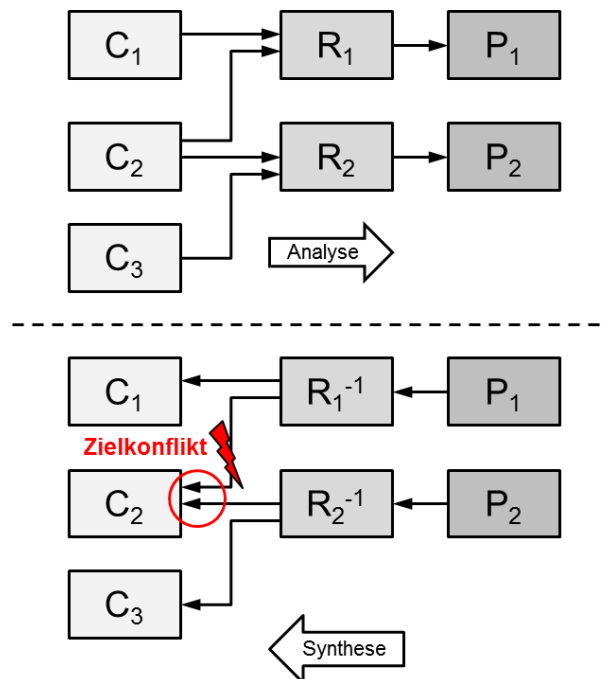 C₁ R₁ P₁
C₂ R₂ P₂
C₃
Analyse
C₁ R₁⁻¹ P₁
Zielkonflikt
C₂ R₂⁻¹ P₂
C₃
Synthese